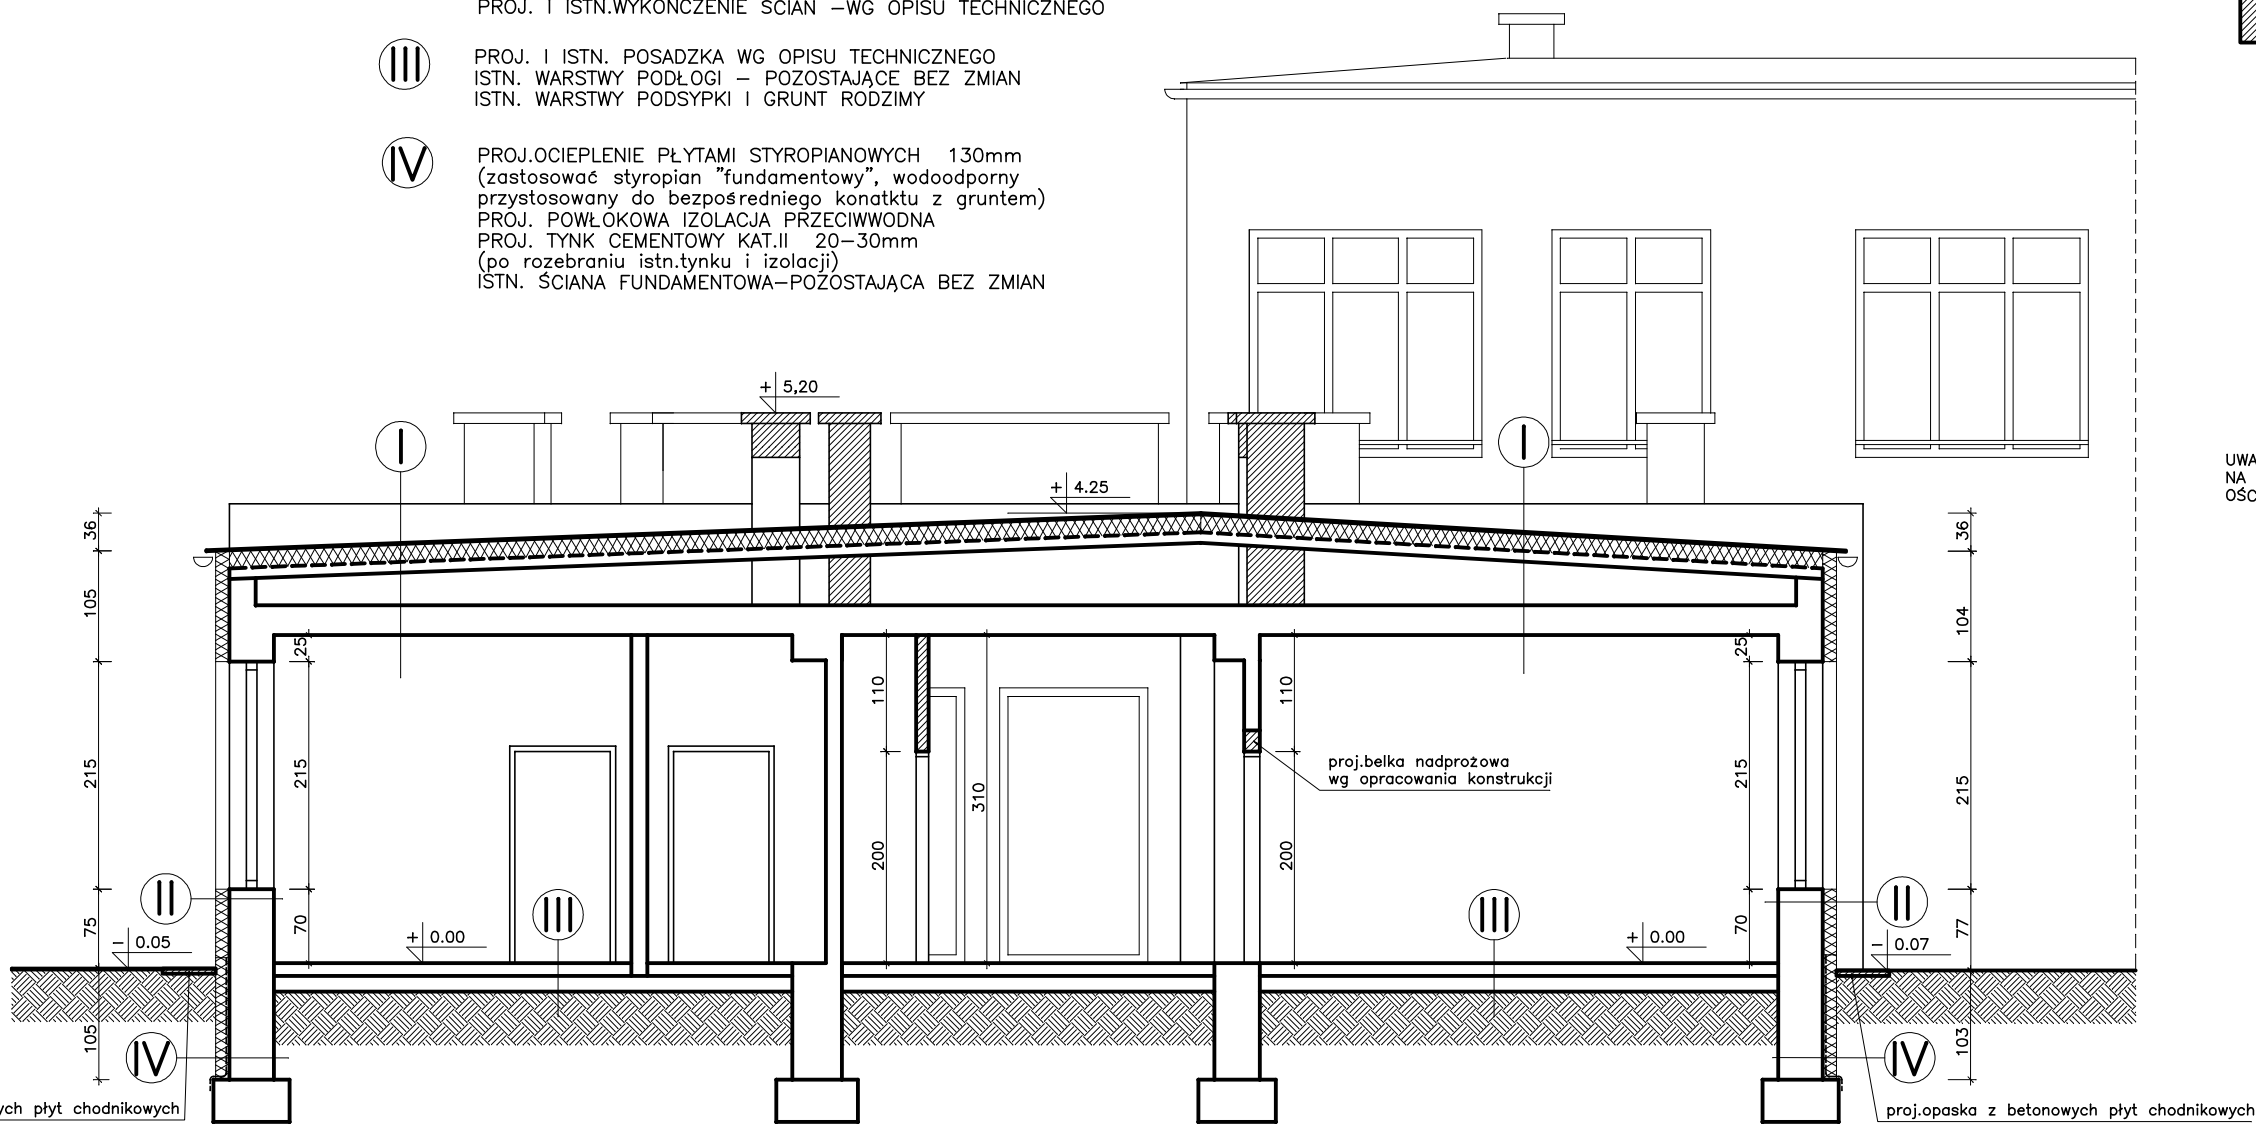 PROJ. I ISTN.WYKOŃCZENIE ŚCIAN -WG OPISU TECHNICZNEGO
III
PROJ. I ISTN. POSADZKA WG OPISU TECHNICZNEGO
ISTN. WARSTWY PODŁOGI - POZOSTAJĄCE BEZ ZMIAN
ISTN. WARSTWY PODSYPKI I GRUNT RODZIMY
IV
PROJ.OCIEPLENIE PŁYTAMI STYROPIANOWYCH 130mm
(zastosować styropian "fundamentowy", wodoodporny
przystosowany do bezpośredniego konatktu z gruntem)
PROJ. POWŁOKOWA IZOLACJA PRZECIWWODNA
PROJ. TYNK CEMENTOWY KAT.II 20-30mm
(po rozebraniu istn.tynku i izolacji)
ISTN. ŚCIANA FUNDAMENTOWA-POZOSTAJĄCA BEZ ZMIAN
+ 5,20
I
I
UWA
NA
OŚC
+ 4.25
36
36
105
104
25
25
110
110
proj.belka nadprożowa
wg opracowania konstrukcji
215
215
310
215
215
200
200
II
III
III
II
75
70
70
77
- 0.05
+ 0.00
+ 0.00
- 0.07
105
IV
103
IV
ych płyt chodnikowych
proj.opaska z betonowych płyt chodnikowych